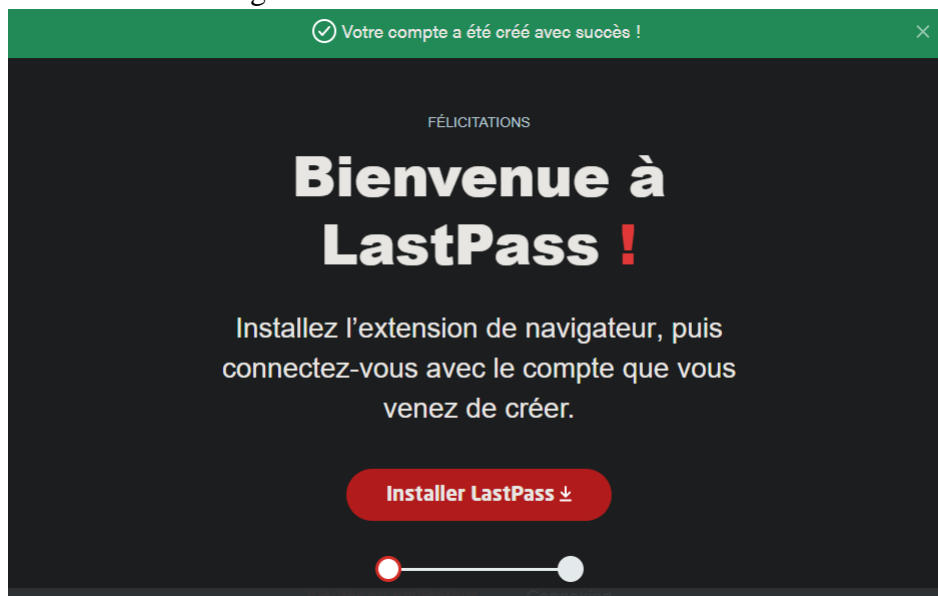 Votre compte a été créé avec succès !
FÉLICITATIONS
Bienvenue à
LastPass !
Installez l’extension de navigateur, puis
connectez-vous avec le compte que vous
venez de créer.
Installer LastPass